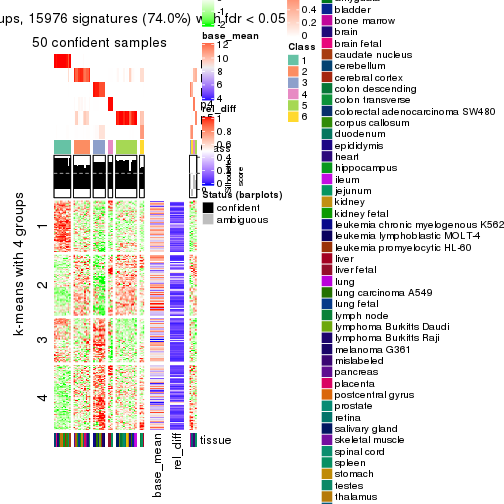 ups, 15976 signatures (74.0%) with fdr < 0.05
50 confident samples
k-means with 4 groups
1
2
3
4
base_mean
rel_diff
tissue
-2
base_mean
12
10
8
6
4
rel_diff
1
0.8
0.6
0.4
0.2
0
silhouette
score
Status (barplots)
confident
ambiguous
0.4
0.2
0
Class
1
2
3
4
5
6
bladder
bone marrow
brain
brain fetal
caudate nucleus
cerebellum
cerebral cortex
colon descending
colon transverse
colorectal adenocarcinoma SW480
corpus callosum
duodenum
epididymis
heart
hippocampus
ileum
jejunum
kidney
kidney fetal
leukemia chronic myelogenous K562
leukemia lymphoblastic MOLT-4
leukemia promyelocytic HL-60
liver
liver fetal
lung
lung carcinoma A549
lung fetal
lymph node
lymphoma Burkitts Daudi
lymphoma Burkitts Raji
melanoma G361
mislabeled
pancreas
placenta
postcentral gyrus
prostate
retina
salivary gland
skeletal muscle
spinal cord
spleen
stomach
testes
thalamus